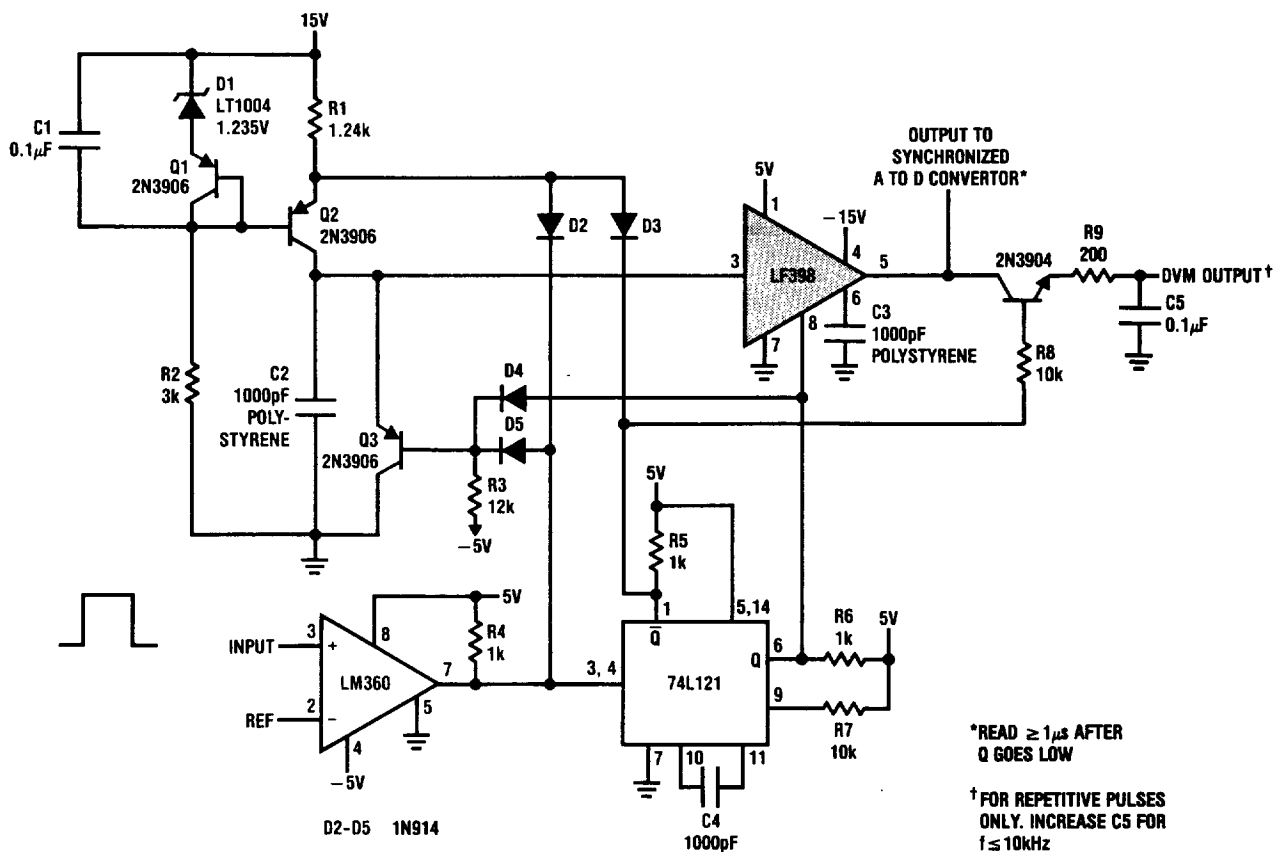 15V
D1
LT1004
1.235V
R1
1.24k
C1
0.1µF
Q1
2N3906
Q2
2N3906
D2
D3
OUTPUT TO
SYNCHRONIZED
A TO D CONVERTOR*
5V
1
-15V
4
3
LF398
5
6
8
7
C3
1000pF
POLYSTYRENE
2N3904
R9
200
DVM OUTPUT†
C5
0.1µF
R8
10k
R2
3k
C2
1000pF
POLY-
STYRENE
D4
D5
Q3
2N3906
R3
12k
-5V
5V
R5
1k
1
5,14
Q
INPUT
3
+
8
5V
R4
1k
LM360
7
REF
2
−
5
4
-5V
3, 4
74L121
Q
6
R6
1k
5V
9
R7
10k
7
10
11
C4
1000pF
D2-D5 1N914
*READ ≥ 1µs AFTER
Q GOES LOW
†FOR REPETITIVE PULSES
ONLY. INCREASE C5 FOR
f ≤ 10kHz